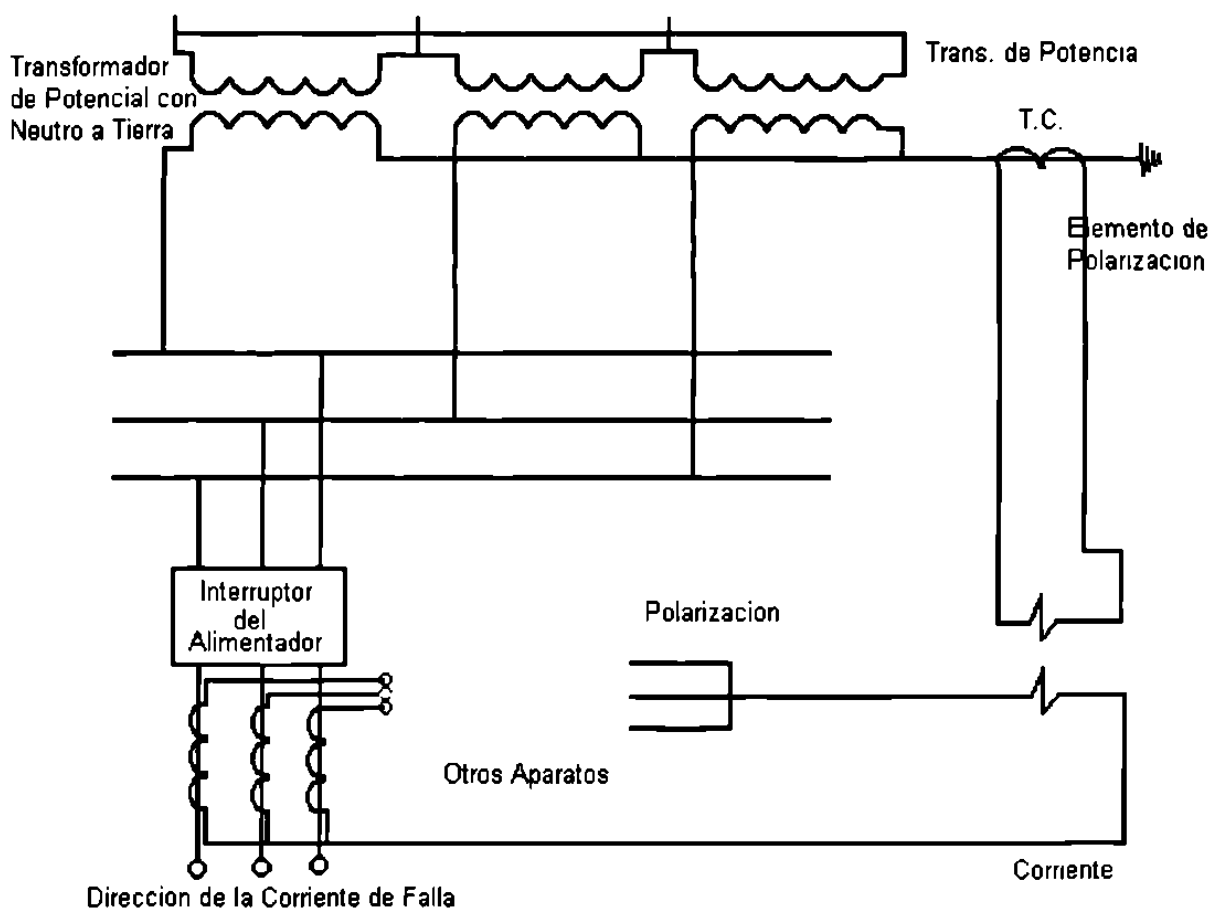 Transformador
de Potencial con
Neutro a Tierra
Trans. de Potencia
T.C.
Elemento de
Polarizacion
Interruptor
del
Alimentador
Polarizacion
Otros Aparatos
Corriente
Direccion de la Corriente de Falla